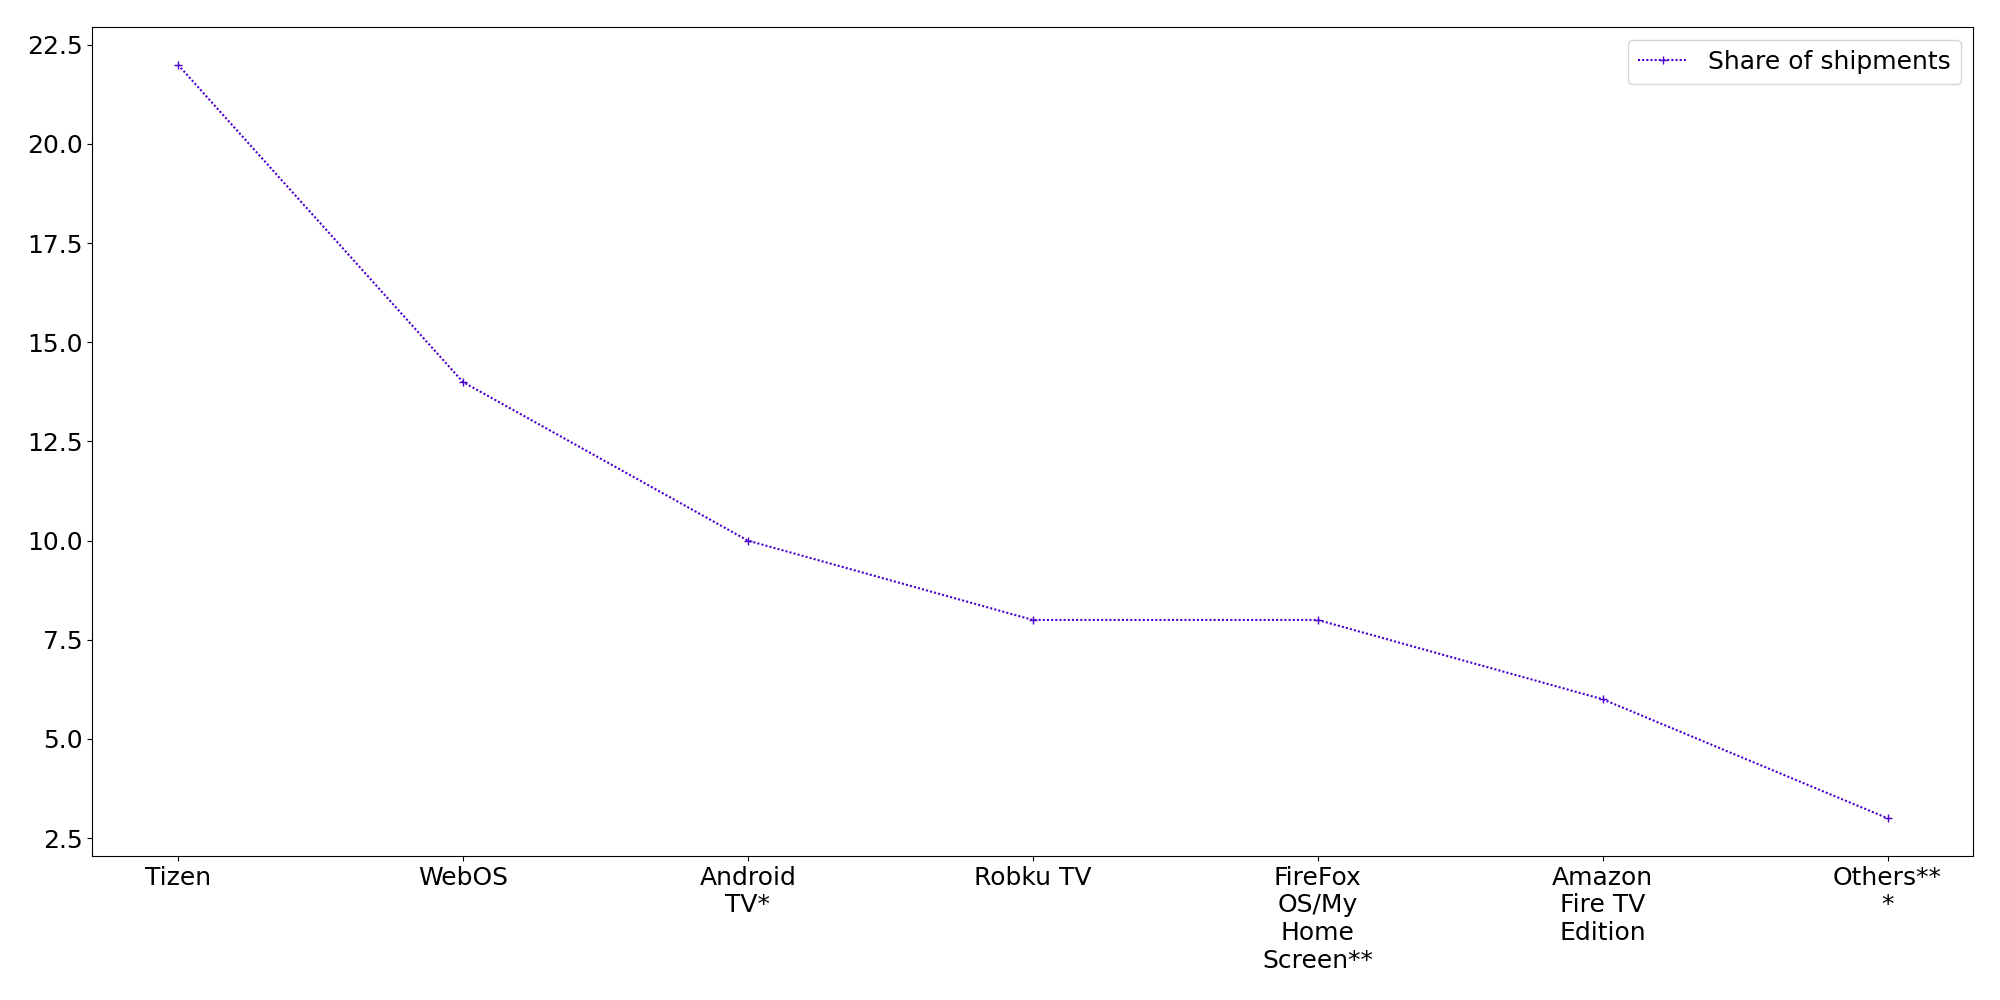 22.5
20.0
17.5
15.0
12.5
10.0
7.5
5.0
2.5
Share of shipments
Tizen
WebOS
Android
TV*
Robku TV
FireFox
OS/My
Home
Screen**
Amazon
Fire TV
Edition
Others**
*